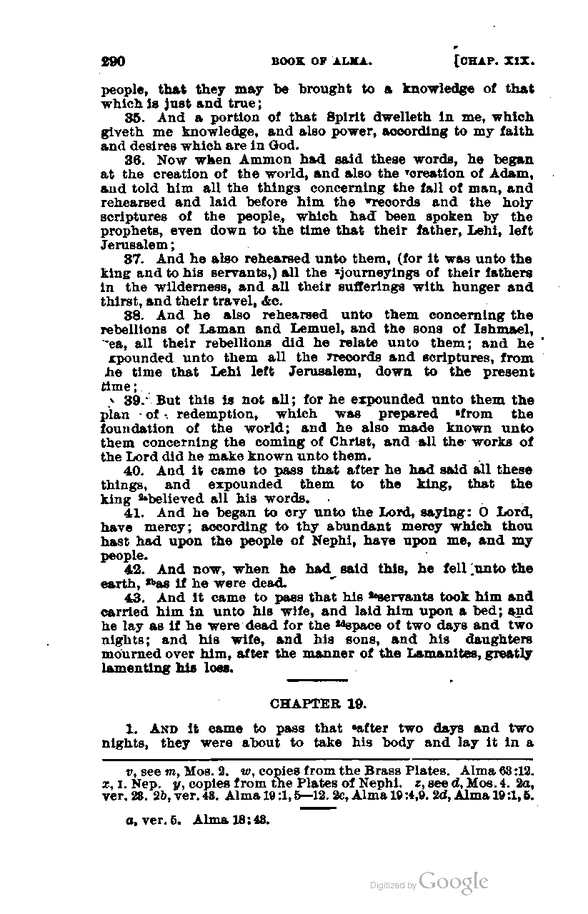 290 BOOK OF ALMA. [CHAP. XIX.
people, that they may be brought to a knowledge of that
which is just and true;
35. And a portion of that Spirit dwelleth in me, which
giveth me knowledge, and also power, according to my faith
and desires which are in God.
36. Now when Ammon had said these words, he began
at the creation of the world, and also the ᵛcreation of Adam,
and told him all the things concerning the fall of man, and
rehearsed and laid before him the ʷrecords and the holy
scriptures of the people, which had been spoken by the
prophets, even down to the time that their father, Lehi, left
Jerusalem;
37. And he also rehearsed unto them, (for it was unto the
king and to his servants,) all the ˣjourneyings of their fathers
in the wilderness, and all their sufferings with hunger and
thirst, and their travel, &c.
38. And he also rehearsed unto them concerning the
rebellions of Laman and Lemuel, and the sons of Ishmael,
ea, all their rebellions did he relate unto them; and he
xpounded unto them all the ʸrecords and scriptures, from
he time that Lehi left Jerusalem, down to the present
time;
39. But this is not all; for he expounded unto them the
plan of redemption, which was prepared ᶻfrom the
foundation of the world; and he also made known unto
them concerning the coming of Christ, and all the works of
the Lord did he make known unto them.
40. And it came to pass that after he had said all these
things, and expounded them to the king, that the
king ²ᵃbelieved all his words.
41. And he began to cry unto the Lord, saying: O Lord,
have mercy; according to thy abundant mercy which thou
hast had upon the people of Nephi, have upon me, and my
people.
42. And now, when he had said this, he fell unto the
earth, ²ᵇas if he were dead.
43. And it came to pass that his ²ᶜservants took him and
carried him in unto his wife, and laid him upon a bed; and
he lay as if he were dead for the ²ᵈspace of two days and two
nights; and his wife, and his sons, and his daughters
mourned over him, after the manner of the Lamanites, greatly
lamenting his loss.
CHAPTER 19.
1. AND it came to pass that ᵃafter two days and two
nights, they were about to take his body and lay it in a
v, see m, Mos. 2. w, copies from the Brass Plates. Alma 63:12.
x, I. Nep. y, copies from the Plates of Nephi. z, see d, Mos. 4. 2a,
ver. 23. 2b, ver. 43. Alma 19:1, 5—12. 2c, Alma 19:4, 9. 2d, Alma 19:1, 5.
a, ver. 5. Alma 18:43.
Digitized by Google